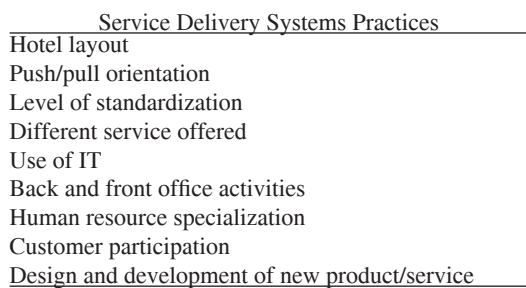 Service Delivery Systems Practices
Hotel layout
Push/pull orientation
Level of standardization
Different service offered
Use of IT
Back and front office activities
Human resource specialization
Customer participation
Design and development of new product/service